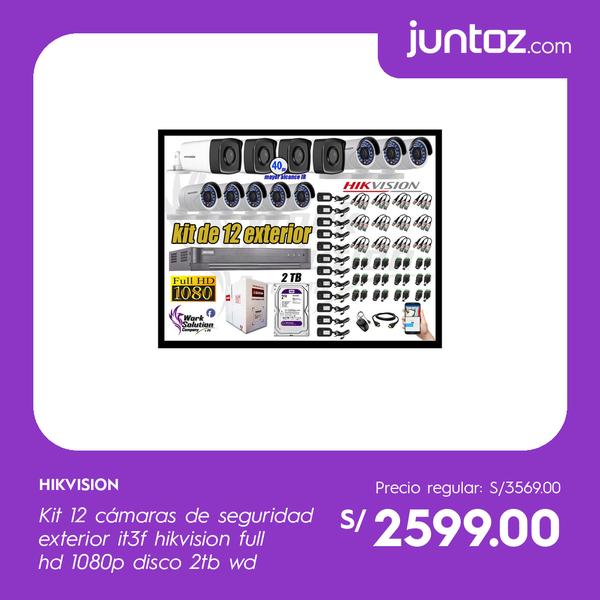 juntoz.com
40m
mayor alcance IR
HIKVISION
kit de 12 exterior
2 TB
Full HD
1080
Work
Solution
Company
HIKVISION
Kit 12 cámaras de seguridad
exterior it3f hikvision full
hd 1080p disco 2tb wd
Precio regular: S/3569.00
S/ 2599.00